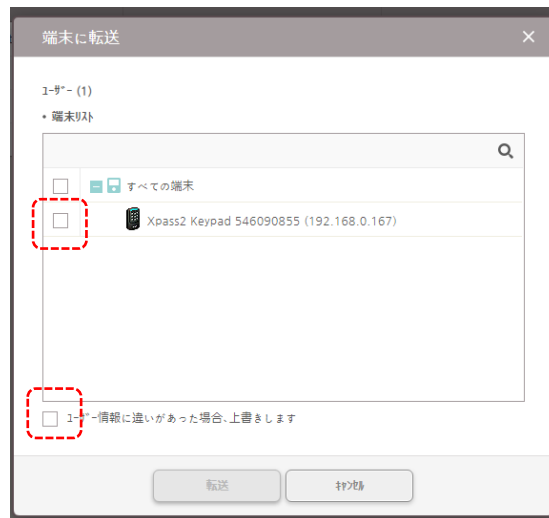 端末に転送
ﾕｰｻﾞｰ (1)
• 端末ﾘｽﾄ
すべての端末
Xpass2 Keypad 546090855 (192.168.0.167)
ﾕｰｻﾞｰ情報に違いがあった場合、上書きします
転送
ｷｬﾝｾﾙ